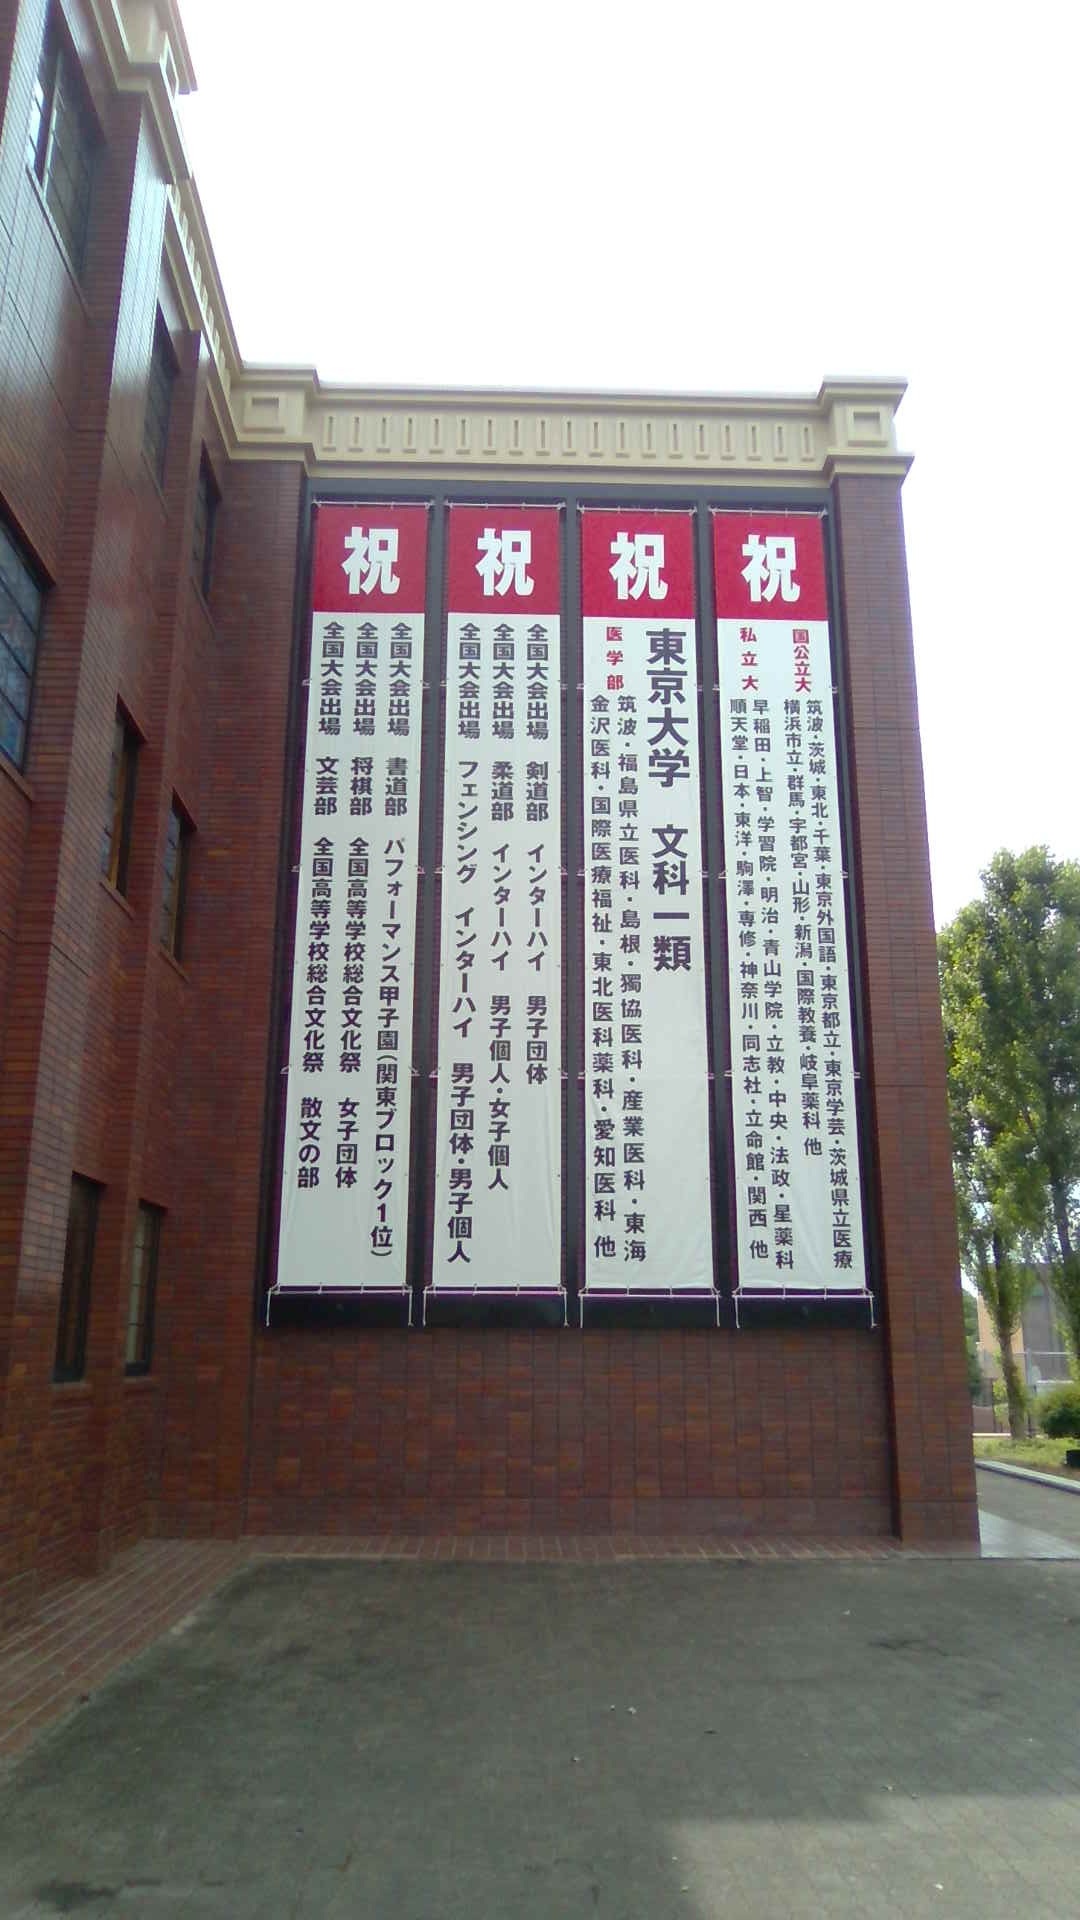 祝
国公立大
筑波・茨城・東北・千葉・東京外国語・東京都立・東京学芸・茨城県立医療
横浜市立・群馬・宇都宮・山形・新潟・国際教養・岐阜薬科 他
私立大
早稲田・上智・学習院・明治・青山学院・立教・中央・法政・星薬科
順天堂・日本・東洋・駒澤・専修・神奈川・同志社・立命館・関西 他
祝
東京大学 文科一類
医学部
筑波・福島県立医科・島根・獨協医科・産業医科・東海
金沢医科・国際医療福祉・東北医科薬科・愛知医科 他
祝
全国大会出場 剣道部 インターハイ 男子団体
全国大会出場 柔道部 インターハイ 男子個人・女子個人
全国大会出場 フェンシング インターハイ 男子団体・男子個人
祝
全国大会出場 書道部 パフォーマンス甲子園(関東ブロック1位)
全国大会出場 将棋部 全国高等学校総合文化祭 女子団体
全国大会出場 文芸部 全国高等学校総合文化祭 散文の部